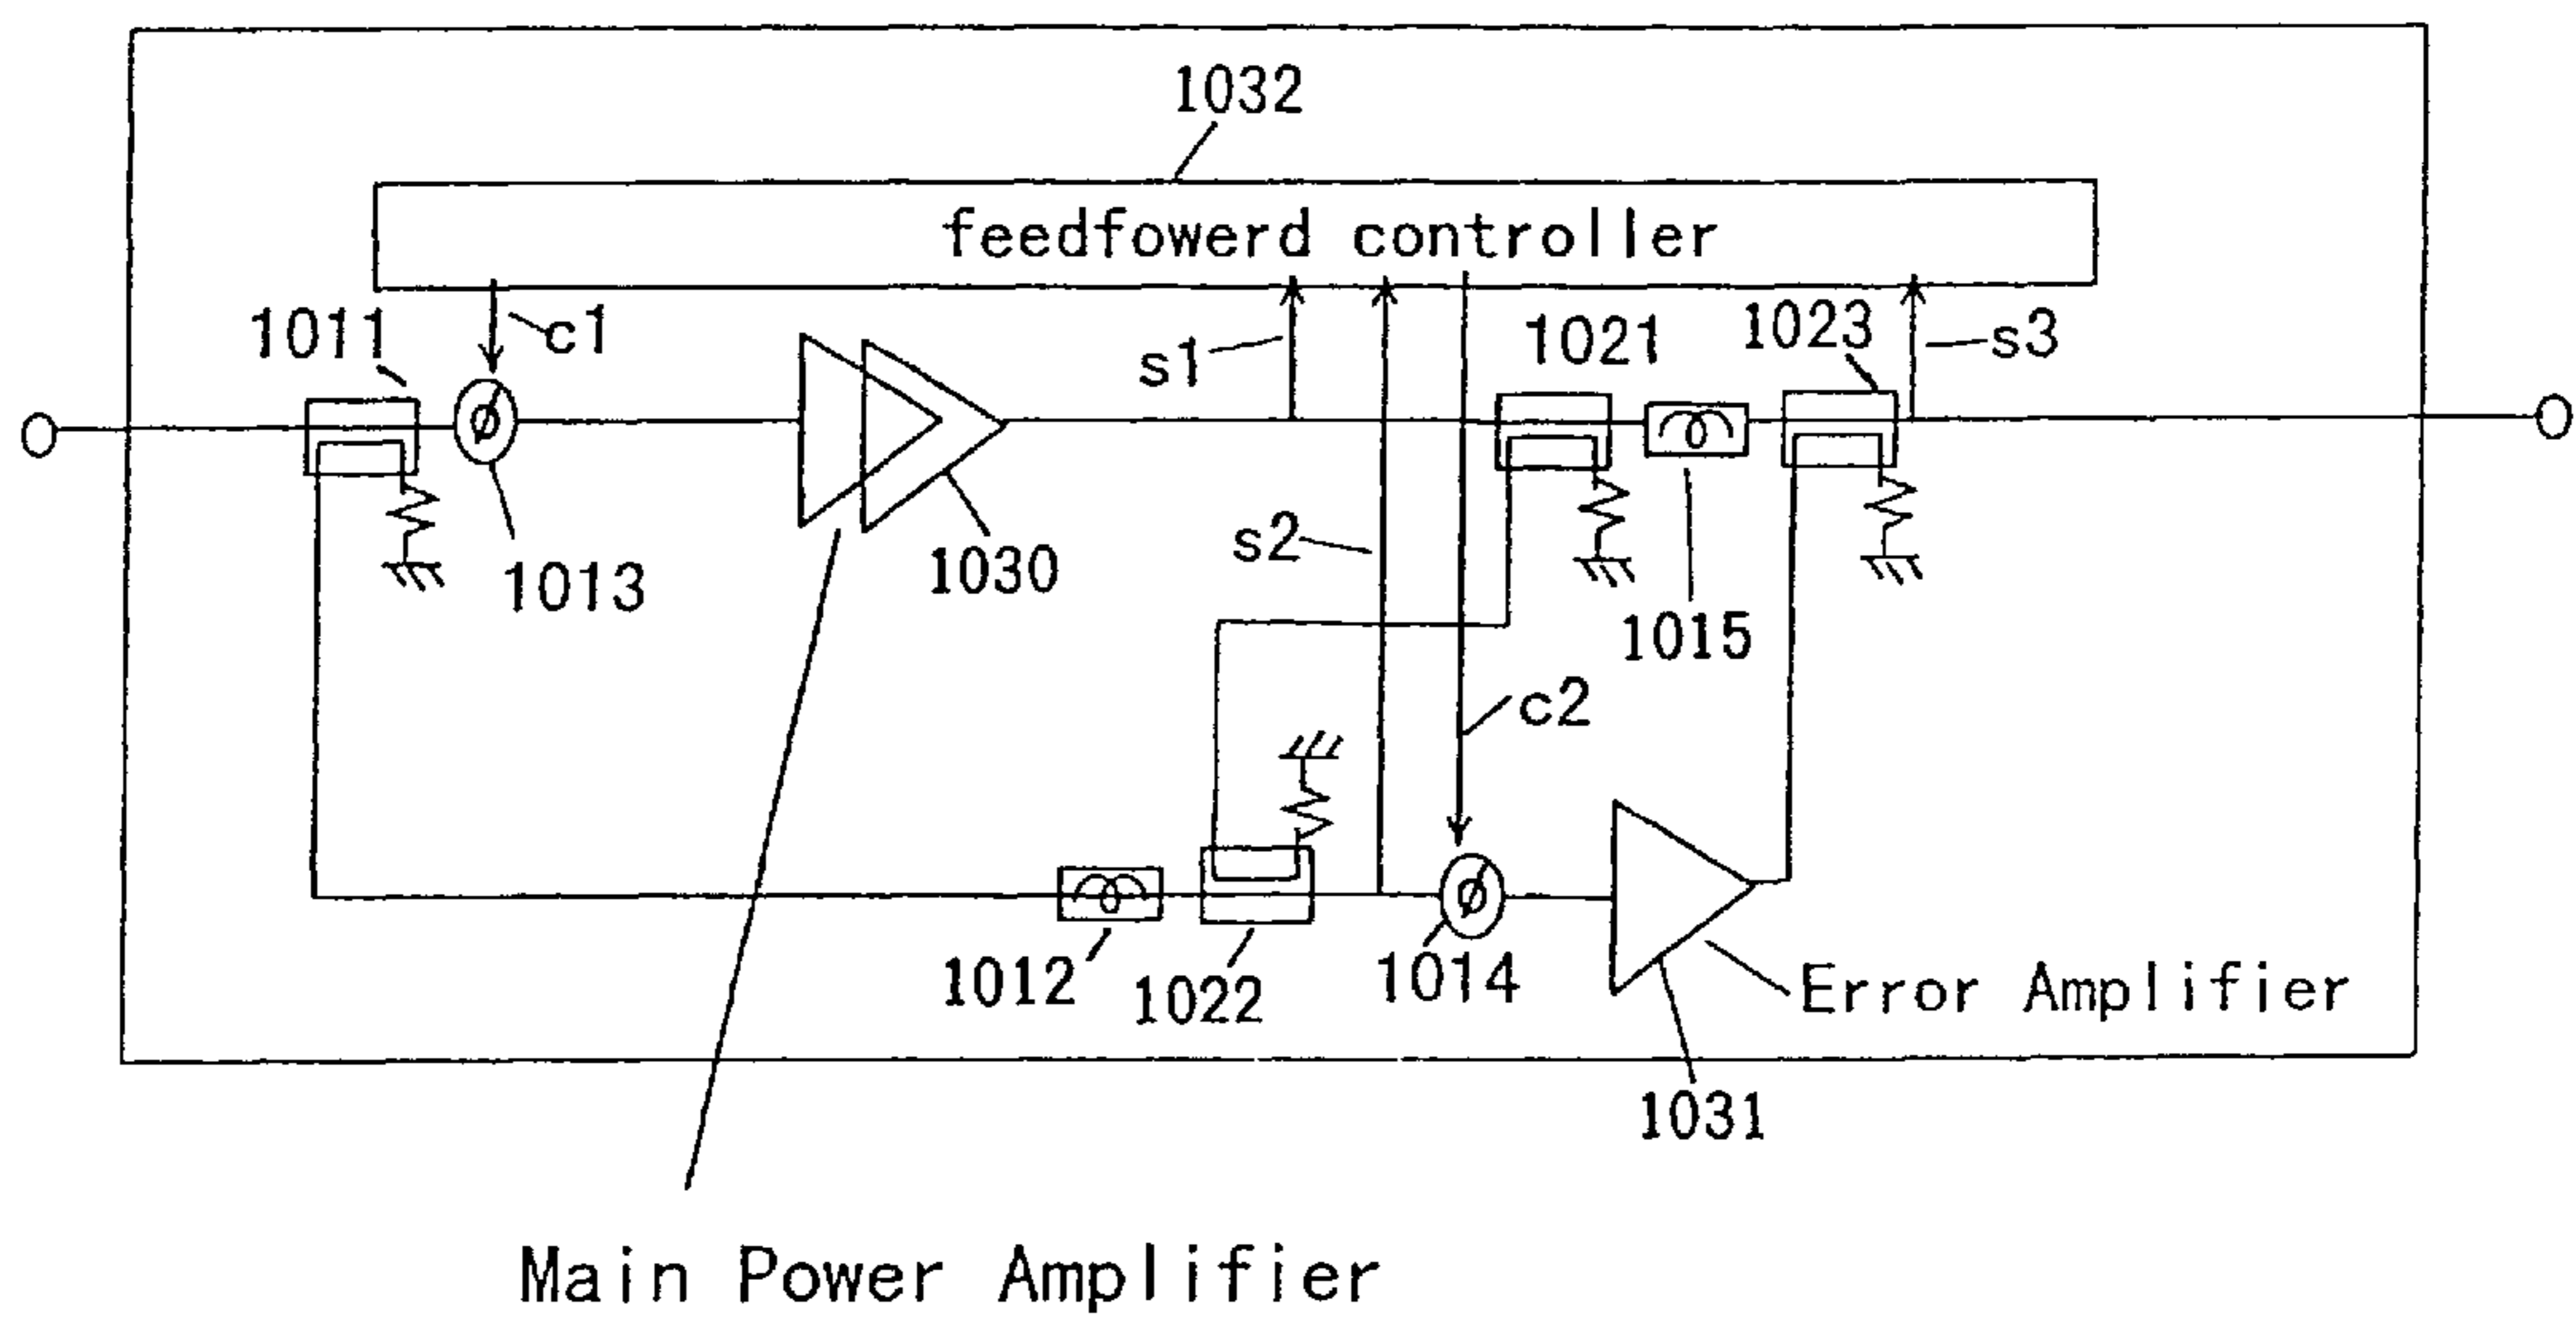 1032
feedfowerd controller
1011
c1
s1
1021
1023
s3
1013
1030
s2
1015
c2
1012
1022
1014
Error Amplifier
1031
Main Power Amplifier